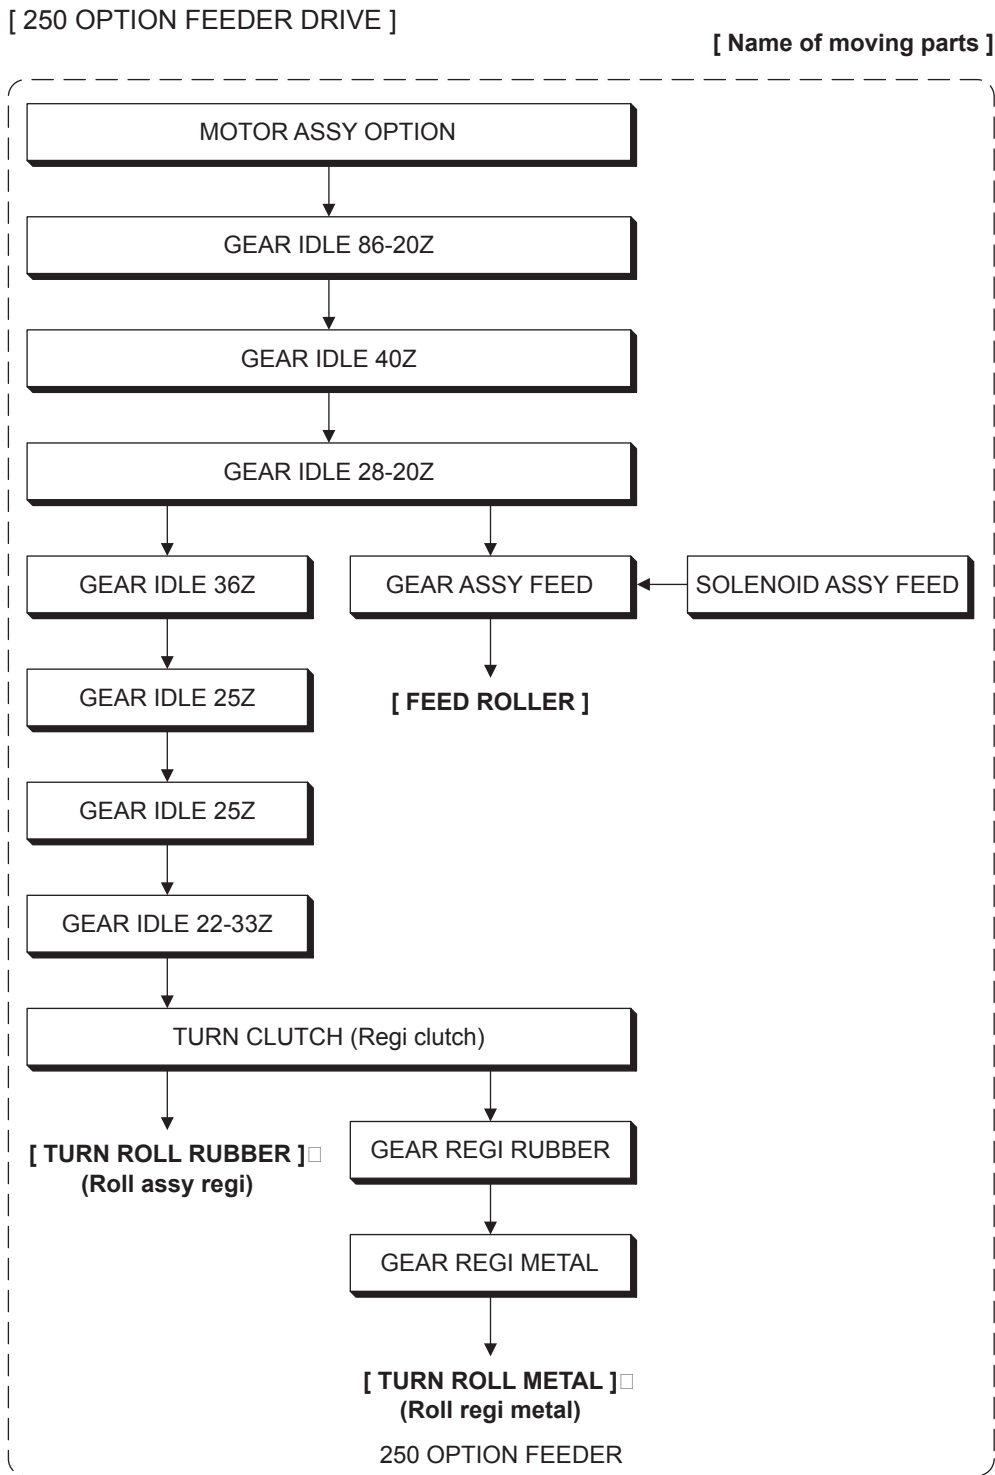 [ 250 OPTION FEEDER DRIVE ]
[ Name of moving parts ]
MOTOR ASSY OPTION
GEAR IDLE 86-20Z
GEAR IDLE 40Z
GEAR IDLE 28-20Z
GEAR IDLE 36Z
GEAR ASSY FEED
SOLENOID ASSY FEED
GEAR IDLE 25Z
[ FEED ROLLER ]
GEAR IDLE 25Z
GEAR IDLE 22-33Z
TURN CLUTCH (Regi clutch)
[ TURN ROLL RUBBER ]□
(Roll assy regi)
GEAR REGI RUBBER
GEAR REGI METAL
[ TURN ROLL METAL ]□
(Roll regi metal)
250 OPTION FEEDER